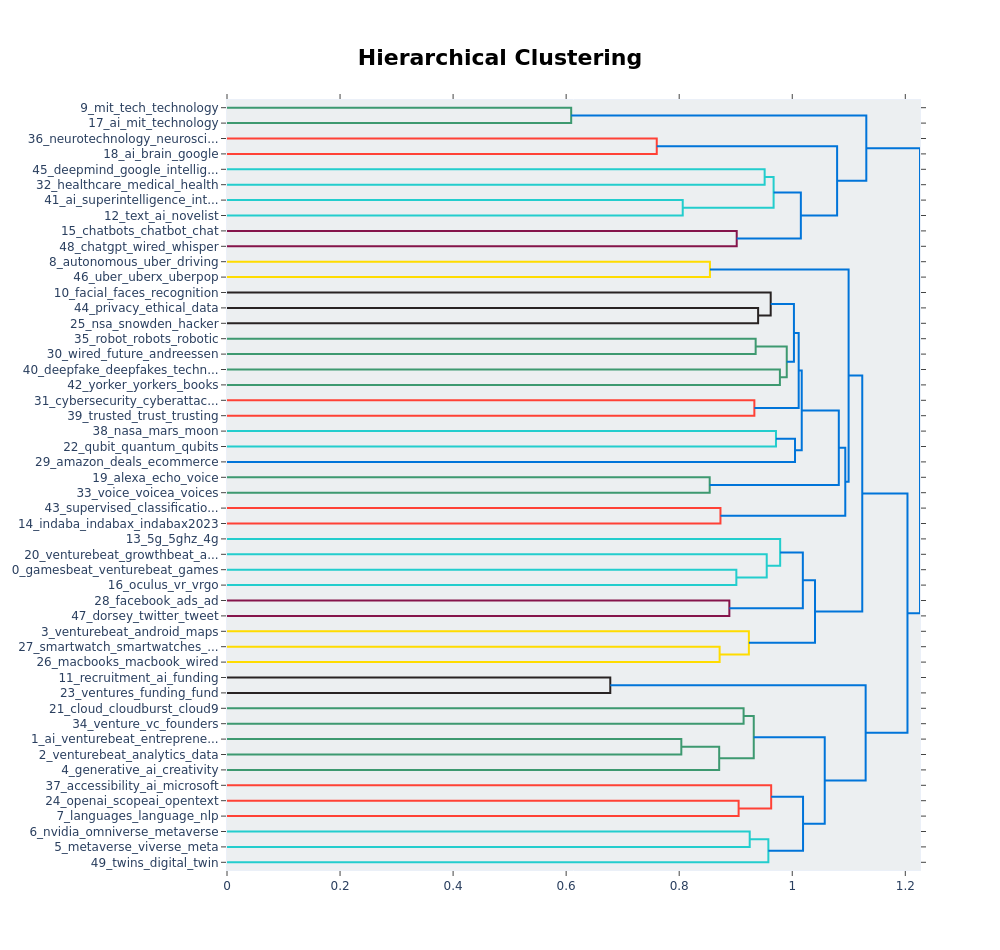 Hierarchical Clustering
9_mit_tech_technology
17_ai_mit_technology
36_neurotechnology_neurosci...
18_ai_brain_google
45_deepmind_google_intellig...
32_healthcare_medical_health
41_ai_superintelligence_int...
12_text_ai_novelist
15_chatbots_chatbot_chat
48_chatgpt_wired_whisper
8_autonomous_uber_driving
46_uber_uberx_uberpop
10_facial_faces_recognition
44_privacy_ethical_data
25_nsa_snowden_hacker
35_robot_robots_robotic
30_wired_future_andreessen
40_deepfake_deepfakes_techn...
42_yorker_yorkers_books
31_cybersecurity_cyberattac...
39_trusted_trust_trusting
38_nasa_mars_moon
22_qubit_quantum_qubits
29_amazon_deals_ecommerce
19_alexa_echo_voice
33_voice_voicea_voices
43_supervised_classificatio...
14_indaba_indabax_indabax2023
13_5g_5ghz_4g
20_venturebeat_growthbeat_a...
0_gamesbeat_venturebeat_games
16_oculus_vr_vrgo
28_facebook_ads_ad
47_dorsey_twitter_tweet
3_venturebeat_android_maps
27_smartwatch_smartwatches_...
26_macbooks_macbook_wired
11_recruitment_ai_funding
23_ventures_funding_fund
21_cloud_cloudburst_cloud9
34_venture_vc_founders
1_ai_venturebeat_entreprene...
2_venturebeat_analytics_data
4_generative_ai_creativity
37_accessibility_ai_microsoft
24_openai_scopeai_opentext
7_languages_language_nlp
6_nvidia_omniverse_metaverse
5_metaverse_viverse_meta
49_twins_digital_twin
0 0.2 0.4 0.6 0.8 1 1.2